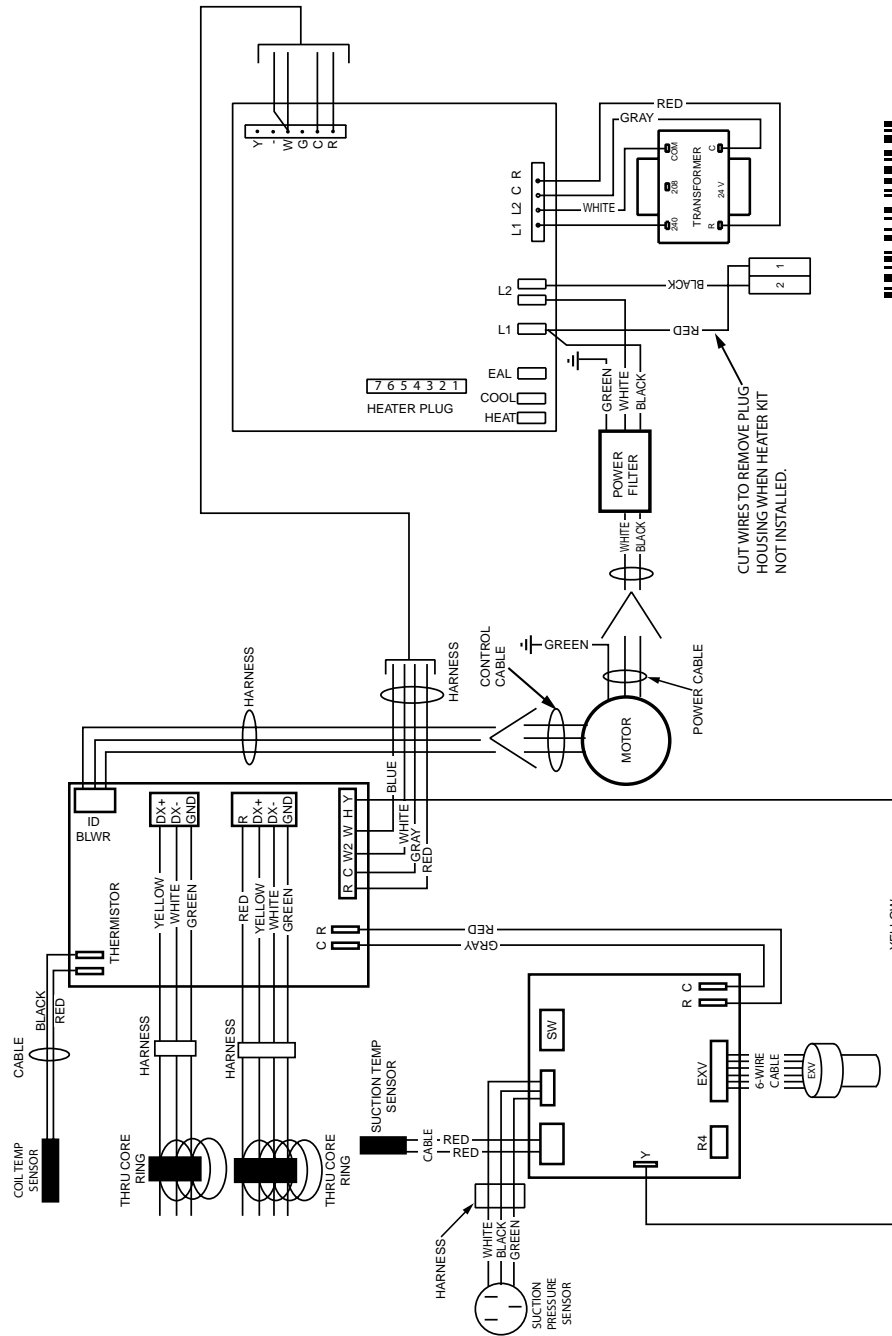 Y
-
W
G
C
R
RED
GRAY
L1 L2 C R
WHITE
COM
208
240
TRANSFORMER
C
24 V
R
L2
L1
EAL
COOL
HEAT
7 6 5 4 3 2 1
HEATER PLUG
BLACK
RED
1
2
GREEN
WHITE
BLACK
POWER
FILTER
WHITE
BLACK
CUT WIRES TO REMOVE PLUG
HOUSING WHEN HEATER KIT
NOT INSTALLED.
HARNESS
HARNESS
CONTROL
CABLE
GREEN
POWER CABLE
MOTOR
ID
BLWR
DX+
DX-
GND
R
DX+
DX-
GND
THERMISTOR
YELLOW
WHITE
GREEN
RED
YELLOW
WHITE
GREEN
R C W2 W H Y
BLUE
WHITE
GRAY
RED
C R
RED
GRAY
CABLE
BLACK
RED
COIL TEMP
SENSOR
HARNESS
HARNESS
THRU CORE
RING
THRU CORE
RING
SUCTION TEMP
SENSOR
CABLE
RED
RED
HARNESS
WHITE
BLACK
GREEN
SUCTION
PRESSURE
SENSOR
SW
R C
EXV
R4
Y
6-WIRE
CABLE
EXV